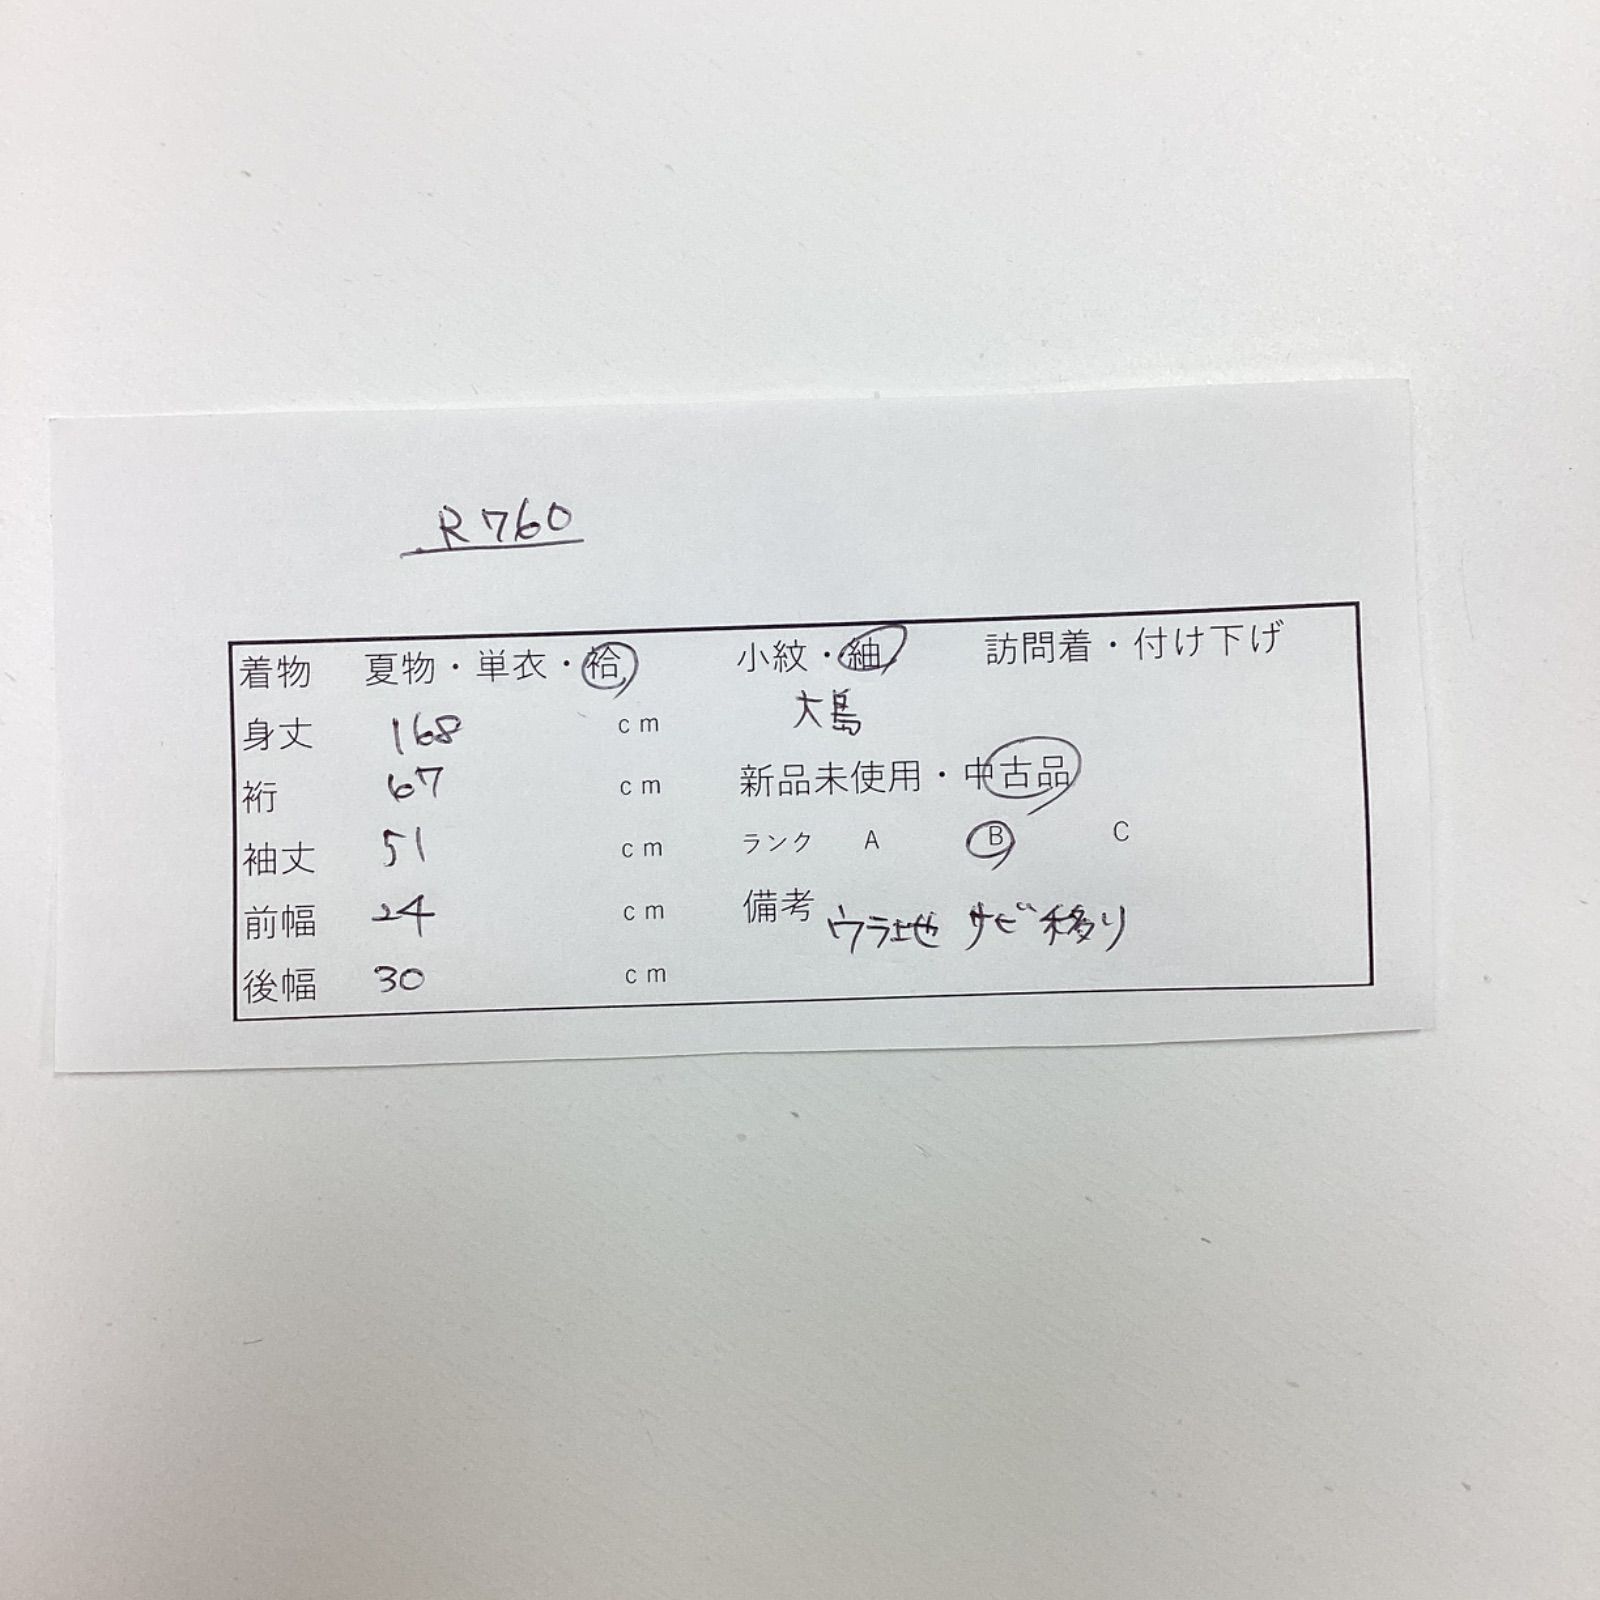 R760
着物 夏物・単衣・袷 小紋・紬 訪問着・付け下げ
身丈 168 cm 大島
裄 67 cm 新品未使用・中古品
袖丈 51 cm ランク A B C
前幅 24 cm 備考 ウラ地 サビ移り
後幅 30 cm